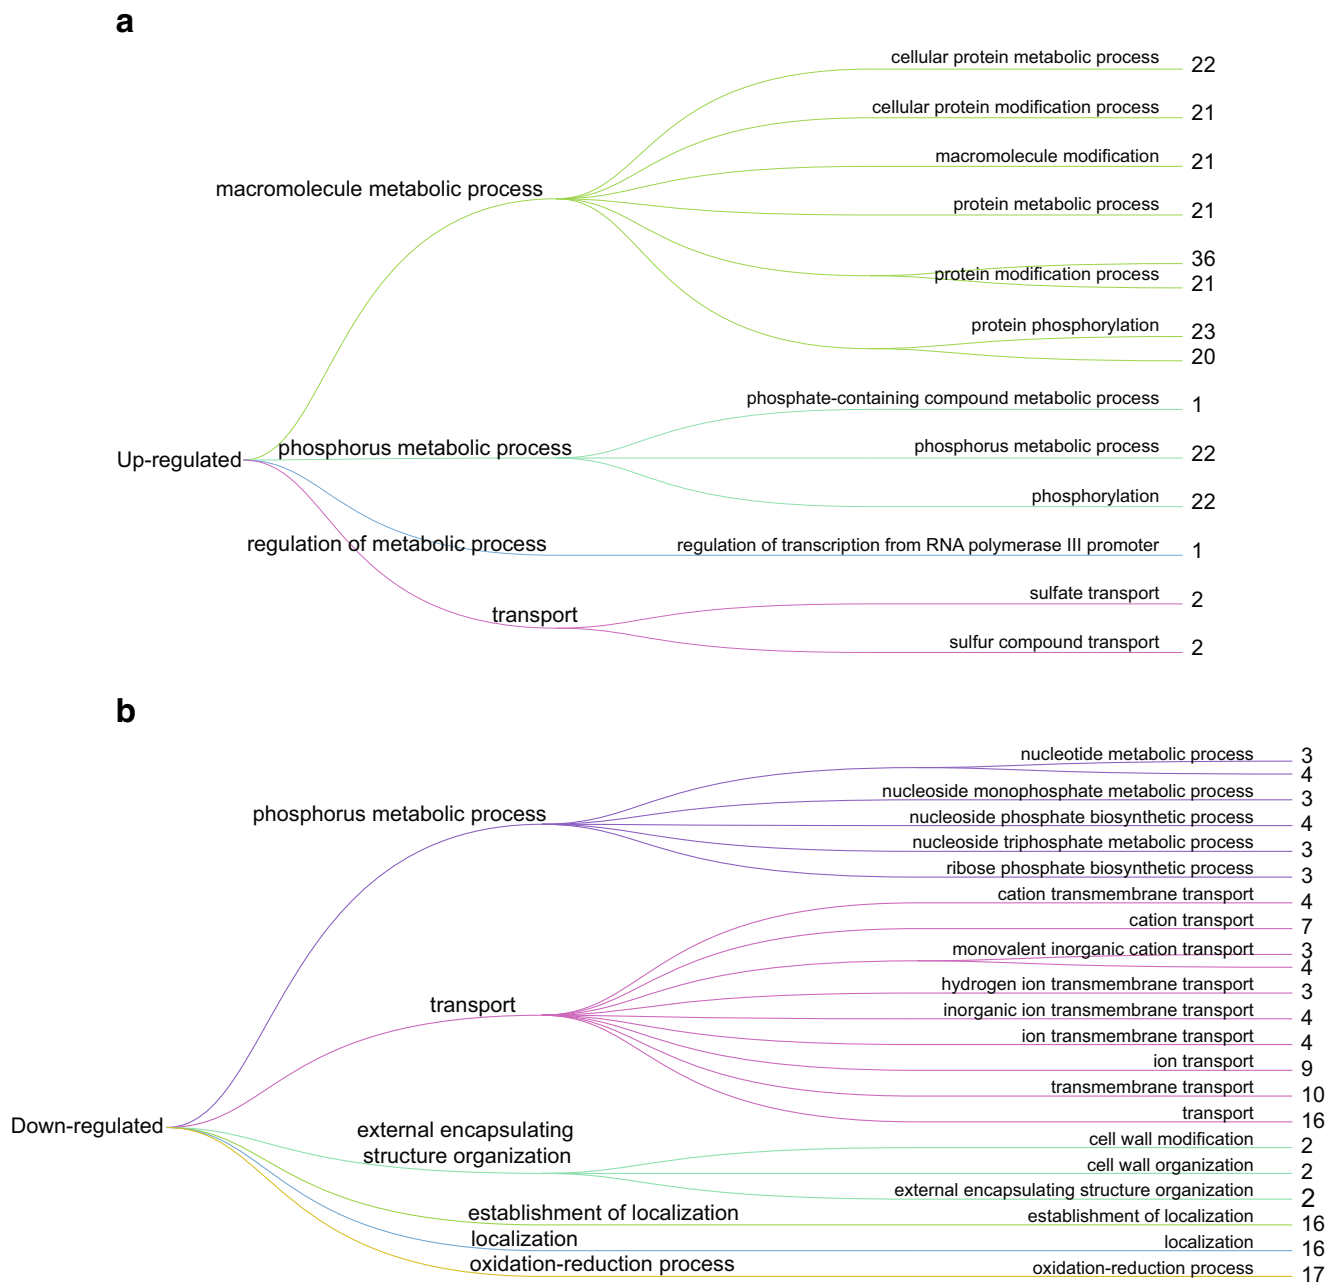 a
cellular protein metabolic process 22
cellular protein modification process 21
macromolecule modification 21
macromolecule metabolic process
protein metabolic process 21
36
protein modification process
21
protein phosphorylation 23
20
phosphate-containing compound metabolic process 1
phosphorus metabolic process
phosphorus metabolic process 22
Up-regulated
phosphorylation 22
regulation of metabolic process
regulation of transcription from RNA polymerase III promoter 1
sulfate transport 2
transport
sulfur compound transport 2
b
nucleotide metabolic process 3
4
nucleoside monophosphate metabolic process 3
phosphorus metabolic process
nucleoside phosphate biosynthetic process 4
nucleoside triphosphate metabolic process 3
ribose phosphate biosynthetic process 3
cation transmembrane transport 4
cation transport 7
monovalent inorganic cation transport 3
4
hydrogen ion transmembrane transport 3
transport
inorganic ion transmembrane transport 4
ion transmembrane transport 4
ion transport 9
transmembrane transport 10
transport 16
Down-regulated
external encapsulating
structure organization
cell wall modification 2
cell wall organization 2
external encapsulating structure organization 2
establishment of localization
establishment of localization 16
localization
localization 16
oxidation-reduction process
oxidation-reduction process 17